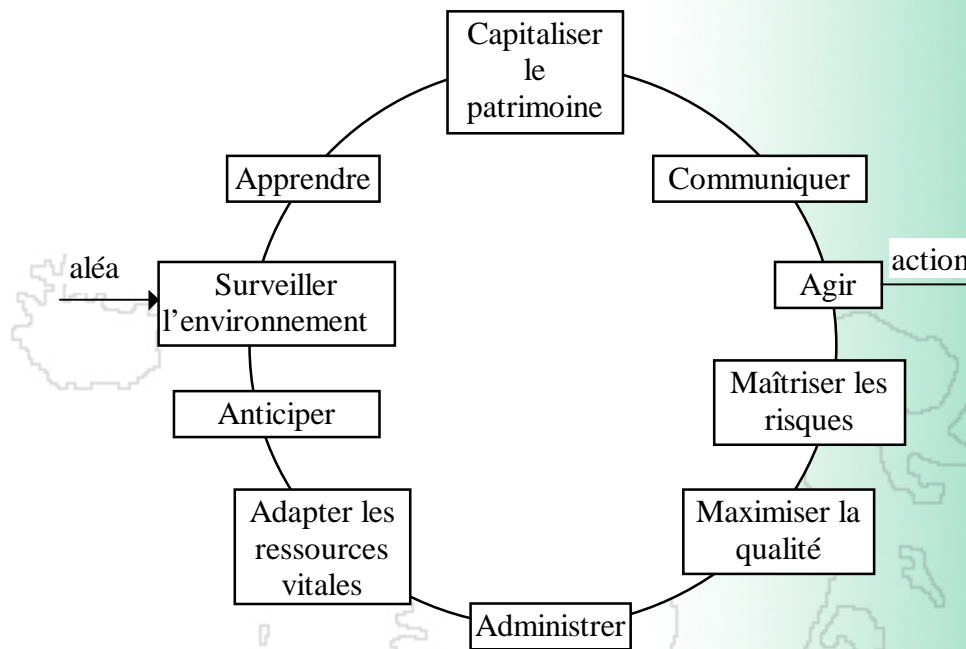 Capitaliser
le
patrimoine
Apprendre
Communiquer
aléa
Surveiller
l’environnement
Agir
action
Maîtriser les
risques
Anticiper
Adapter les
ressources
vitales
Maximiser la
qualité
Administrer